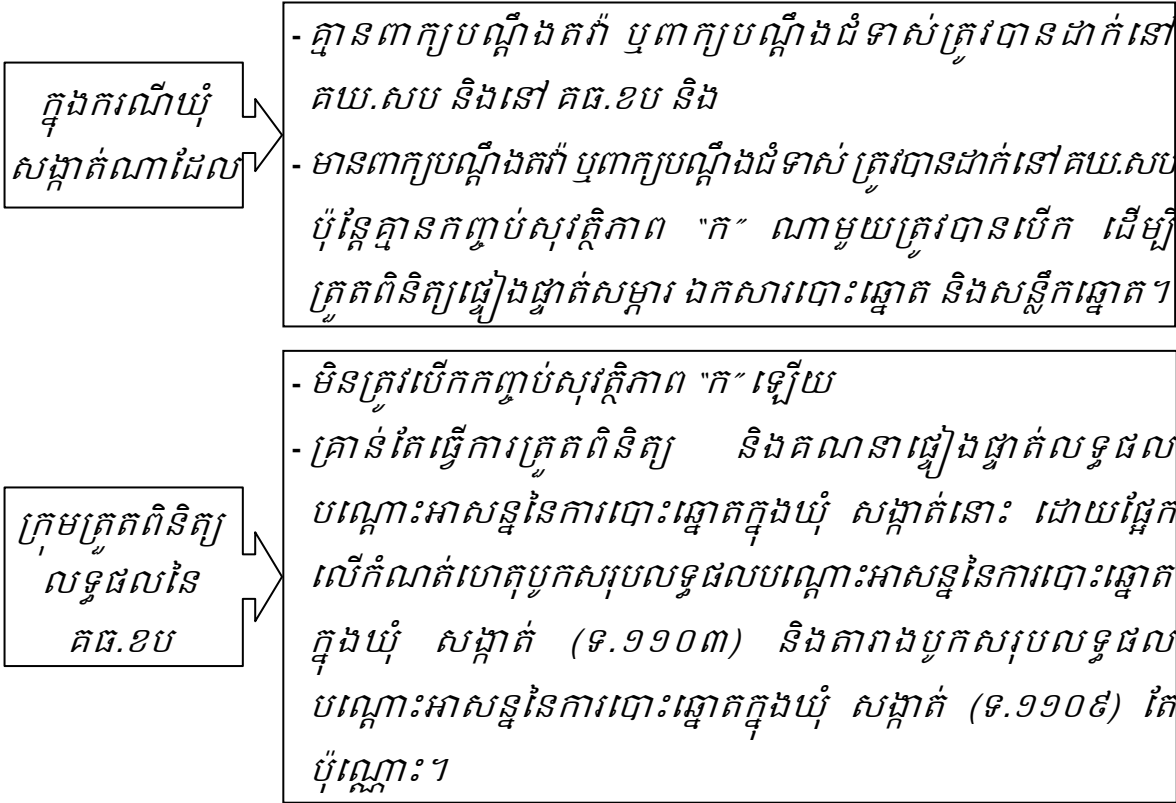 ក្នុងករណីឃុំ
សង្កាត់ណាដែល
- គ្មានពាក្យបណ្តឹងតវ៉ា ឬពាក្យបណ្តឹងជំទាស់ត្រូវបានដាក់នៅ
គឃ.សប និងនៅ គធ.ខប និង
- មានពាក្យបណ្តឹងតវ៉ា ឬពាក្យបណ្តឹងជំទាស់ ត្រូវបានដាក់នៅ គឃ.សប
ប៉ុន្តែគ្មានកញ្ចប់សុវត្ថិភាព "ក" ណាមួយត្រូវបានបើក ដើម្បី
ត្រួតពិនិត្យផ្ទៀងផ្ទាត់សម្ភារ ឯកសារបោះឆ្នោត និងសន្លឹកឆ្នោត។
ក្រុមត្រួតពិនិត្យ
លទ្ធផលនៃ
គធ.ខប
- មិនត្រូវបើកកញ្ចប់សុវត្ថិភាព "ក" ឡើយ
- គ្រាន់តែធ្វើការត្រួតពិនិត្យ និងគណនាផ្ទៀងផ្ទាត់លទ្ធផល
បណ្តោះអាសន្ននៃការបោះឆ្នោតក្នុងឃុំ សង្កាត់នោះ ដោយផ្អែក
លើកំណត់ហេតុបូកសរុបលទ្ធផលបណ្តោះអាសន្ននៃការបោះឆ្នោត
ក្នុងឃុំ សង្កាត់ (ទ.១១០៣) និងតារាងបូកសរុបលទ្ធផល
បណ្តោះអាសន្ននៃការបោះឆ្នោតក្នុងឃុំ សង្កាត់ (ទ.១១០៩) តែ
ប៉ុណ្ណោះ។